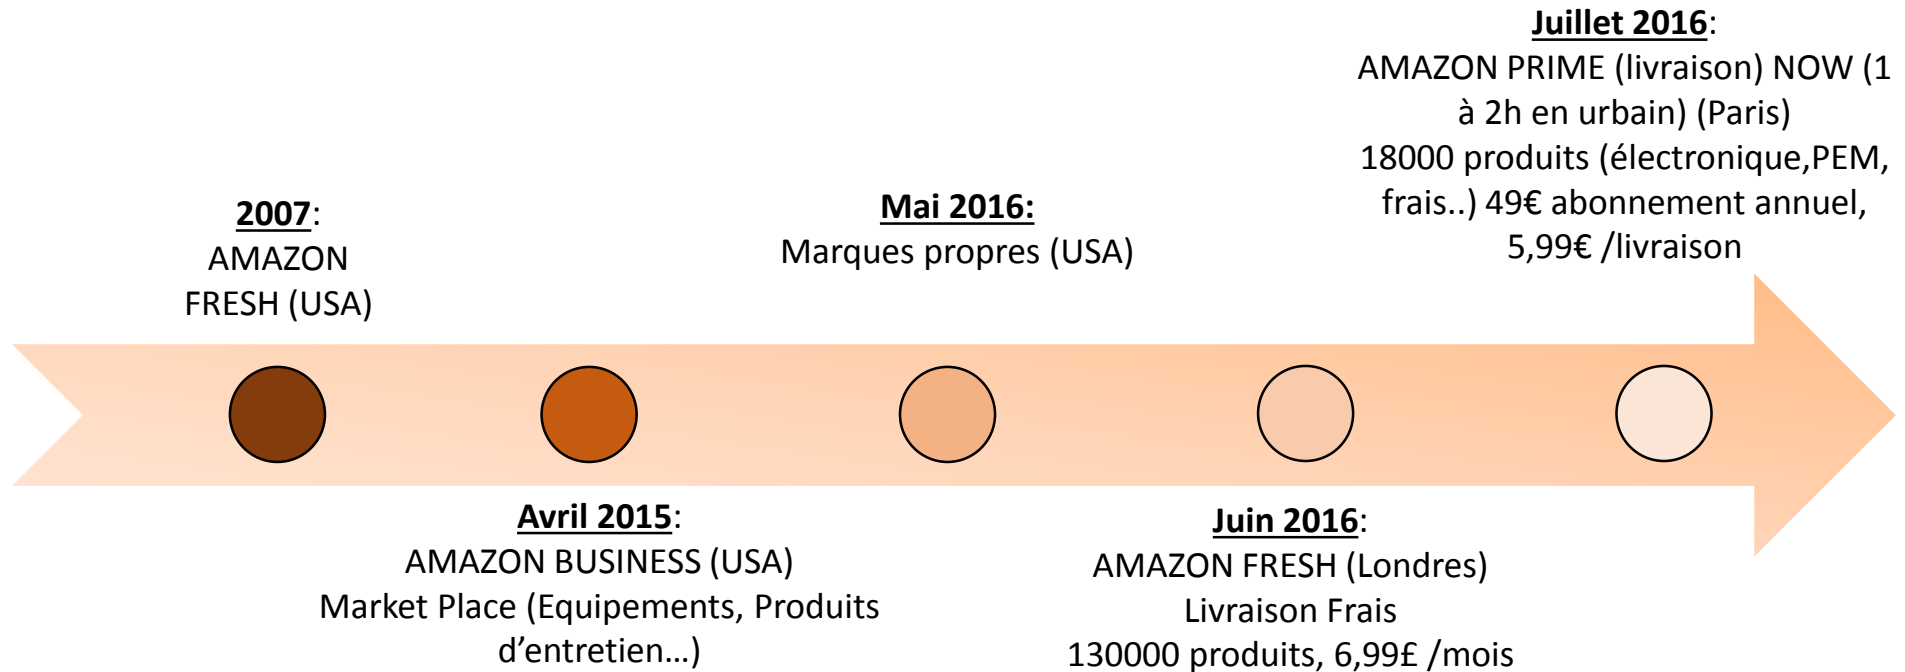 2007:
AMAZON
FRESH (USA)
Avril 2015:
AMAZON BUSINESS (USA)
Market Place (Equipements, Produits
d’entretien…)
Mai 2016:
Marques propres (USA)
Juin 2016:
AMAZON FRESH (Londres)
Livraison Frais
130000 produits, 6,99£ /mois
Juillet 2016:
AMAZON PRIME (livraison) NOW (1
à 2h en urbain) (Paris)
18000 produits (électronique,PEM,
frais..) 49€ abonnement annuel,
5,99€ /livraison